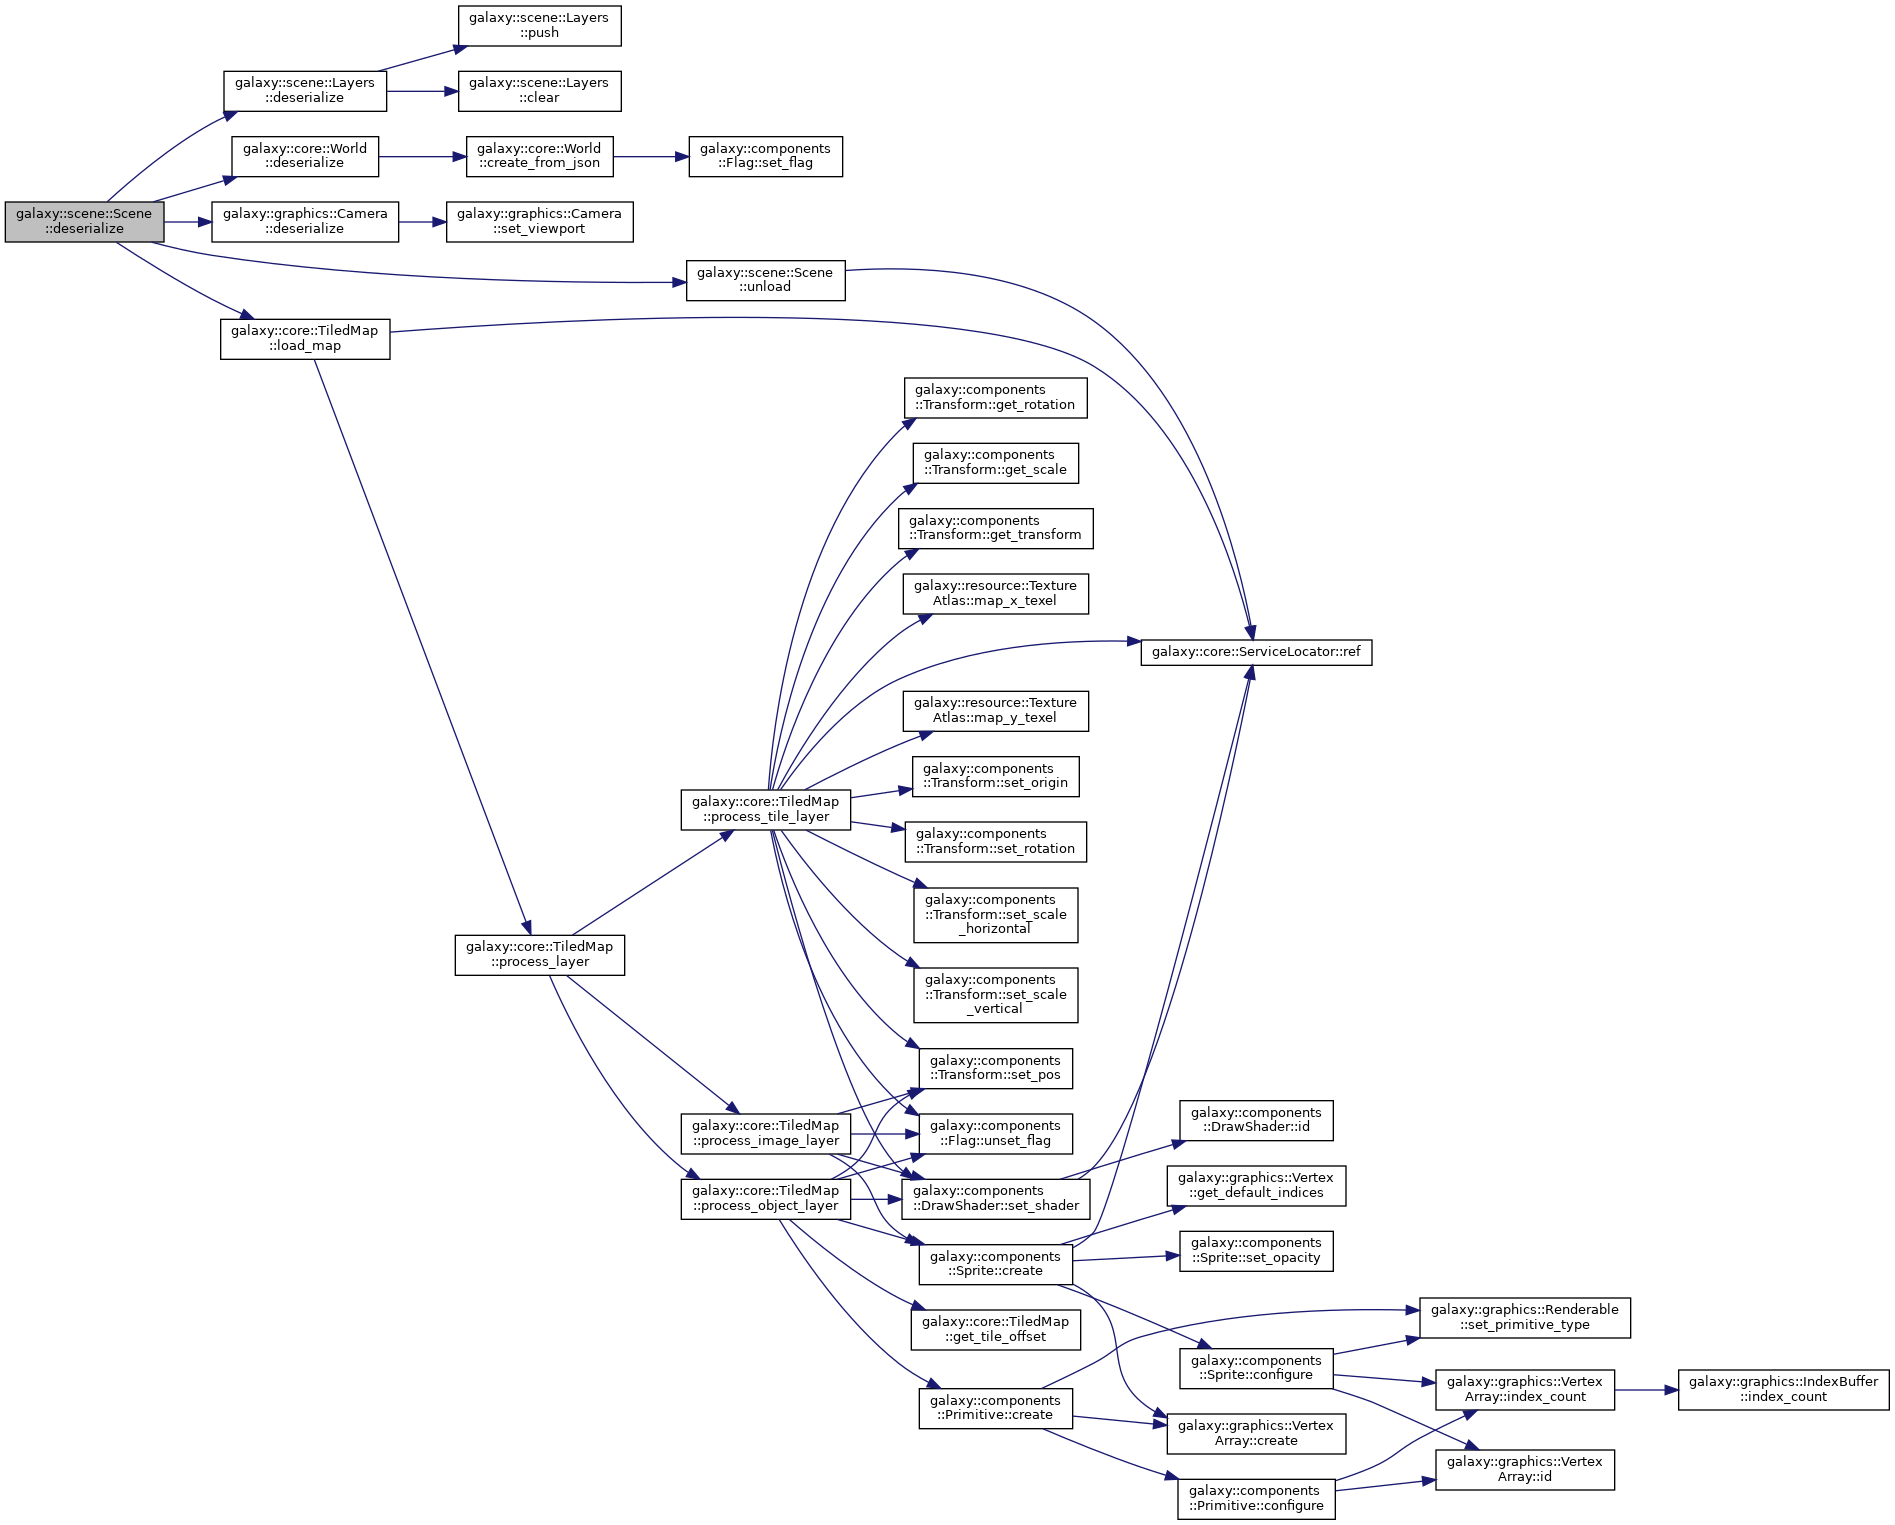 galaxy::scene::Layers
::push
galaxy::scene::Layers
::deserialize
galaxy::scene::Layers
::clear
galaxy::core::World
::deserialize
galaxy::core::World
::create_from_json
galaxy::components
::Flag::set_flag
galaxy::scene::Scene
::deserialize
galaxy::graphics::Camera
::deserialize
galaxy::graphics::Camera
::set_viewport
galaxy::scene::Scene
::unload
galaxy::core::TiledMap
::load_map
galaxy::components
::Transform::get_rotation
galaxy::components
::Transform::get_scale
galaxy::components
::Transform::get_transform
galaxy::resource::Texture
Atlas::map_x_texel
galaxy::core::ServiceLocator::ref
galaxy::resource::Texture
Atlas::map_y_texel
galaxy::components
::Transform::set_origin
galaxy::core::TiledMap
::process_tile_layer
galaxy::components
::Transform::set_rotation
galaxy::components
::Transform::set_scale
_horizontal
galaxy::core::TiledMap
::process_layer
galaxy::components
::Transform::set_scale
_vertical
galaxy::components
::Transform::set_pos
galaxy::core::TiledMap
::process_image_layer
galaxy::components
::Flag::unset_flag
galaxy::components
::DrawShader::id
galaxy::core::TiledMap
::process_object_layer
galaxy::components
::DrawShader::set_shader
galaxy::graphics::Vertex
::get_default_indices
galaxy::components
::Sprite::create
galaxy::components
::Sprite::set_opacity
galaxy::core::TiledMap
::get_tile_offset
galaxy::graphics::Renderable
::set_primitive_type
galaxy::components
::Sprite::configure
galaxy::graphics::Vertex
Array::index_count
galaxy::graphics::IndexBuffer
::index_count
galaxy::components
::Primitive::create
galaxy::graphics::Vertex
Array::create
galaxy::graphics::Vertex
Array::id
galaxy::components
::Primitive::configure